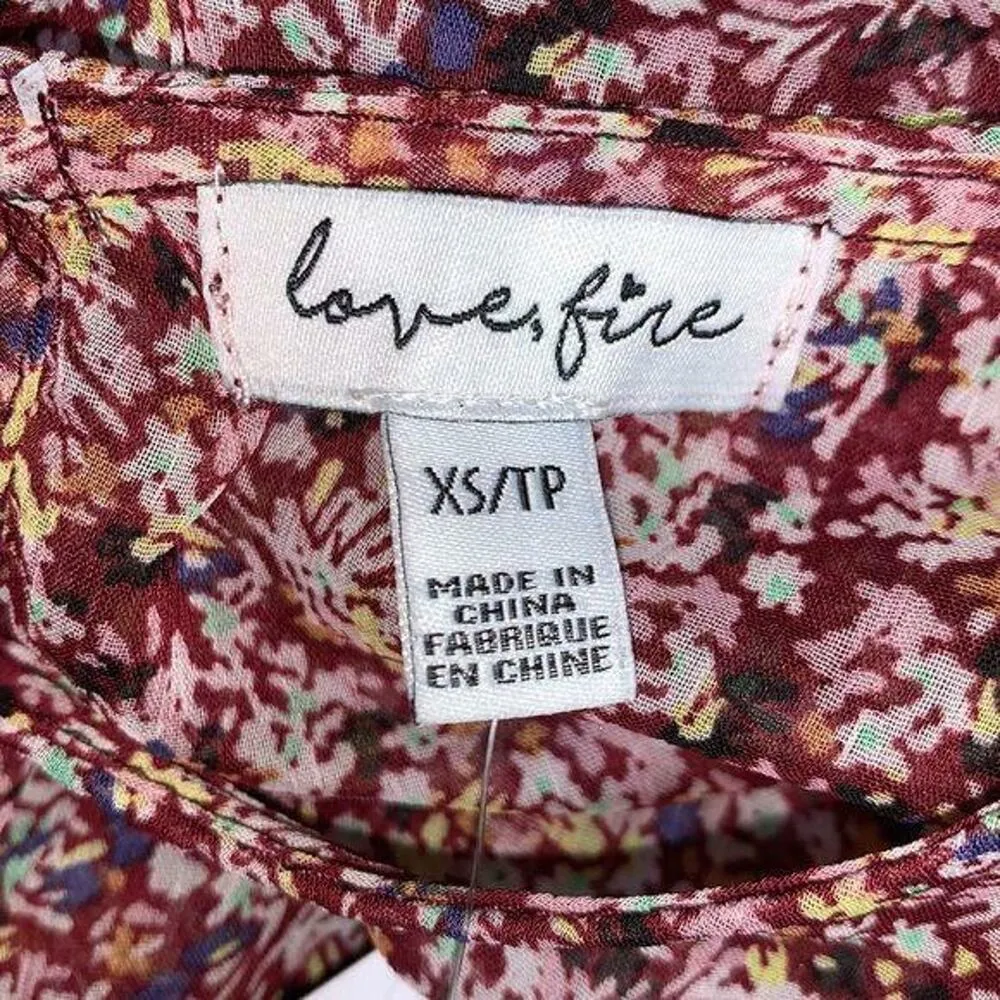 love, fire
XS/TP
MADE IN
CHINA
FABRIQUE
EN CHINE